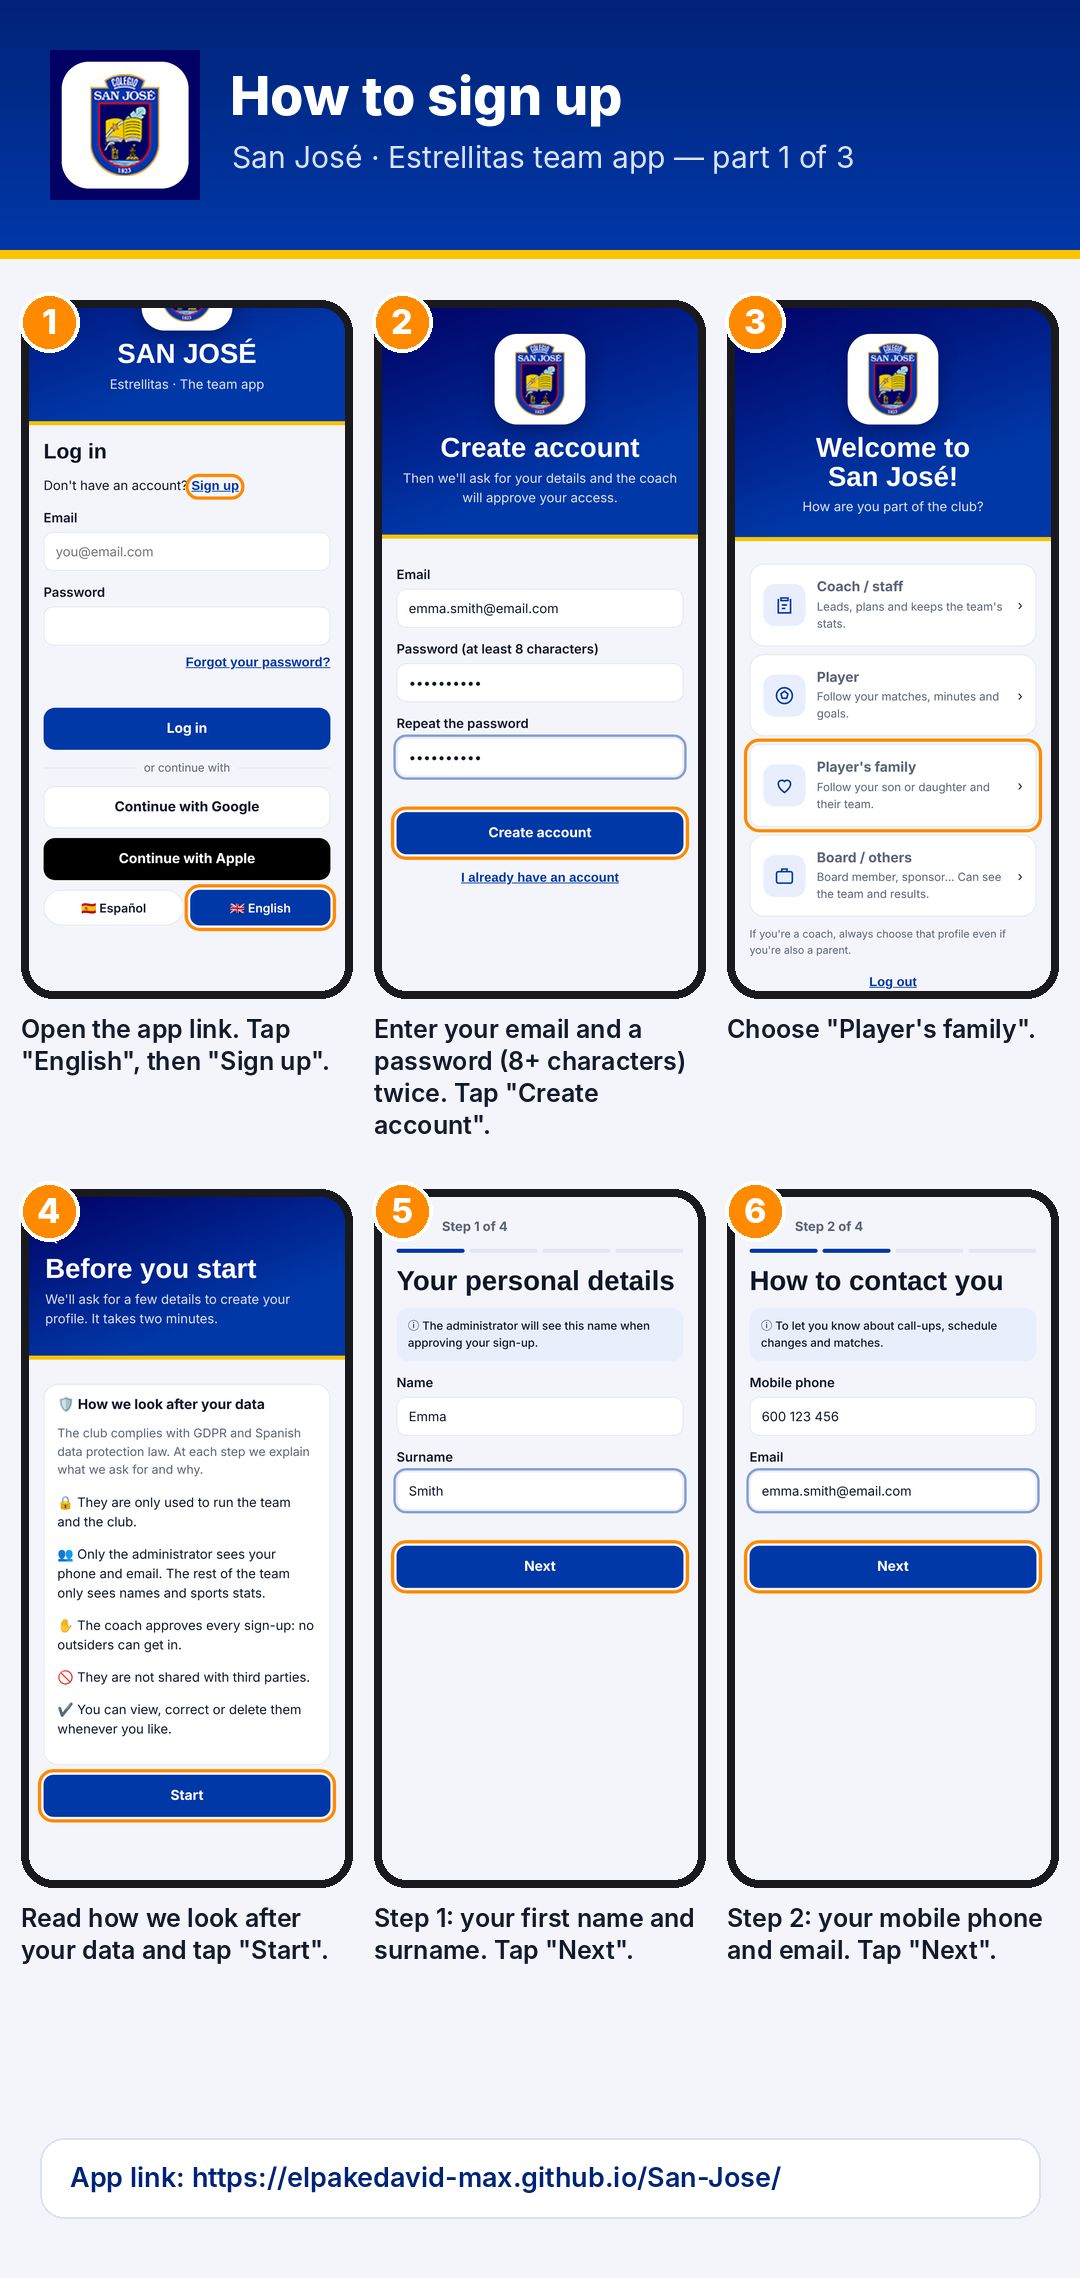 COLEGIO
SAN JOSÉ
1823
How to sign up
San José · Estrellitas team app — part 1 of 3
1
SAN JOSÉ
Estrellitas · The team app
Log in
Don't have an account? Sign up
Email
you@email.com
Password
Forgot your password?
Log in
or continue with
Continue with Google
Continue with Apple
🇪🇸 Español
🇬🇧 English
Open the app link. Tap
"English", then "Sign up".
2
COLEGIO
SAN JOSÉ
1823
Create account
Then we'll ask for your details and the coach
will approve your access.
Email
emma.smith@email.com
Password (at least 8 characters)
••••••••••
Repeat the password
••••••••••
Create account
I already have an account
Enter your email and a
password (8+ characters)
twice. Tap "Create
account".
3
COLEGIO
SAN JOSÉ
1823
Welcome to
San José!
How are you part of the club?
Coach / staff
Leads, plans and keeps the team's
stats.
›
Player
Follow your matches, minutes and
goals.
›
Player's family
Follow your son or daughter and
their team.
›
Board / others
Board member, sponsor... Can see
the team and results.
›
If you're a coach, always choose that profile even if
you're also a parent.
Log out
Choose "Player's family".
4
Before you start
We'll ask for a few details to create your
profile. It takes two minutes.
🛡️ How we look after your data
The club complies with GDPR and Spanish
data protection law. At each step we explain
what we ask for and why.
🔒 They are only used to run the team
and the club.
👥 Only the administrator sees your
phone and email. The rest of the team
only sees names and sports stats.
✋ The coach approves every sign-up: no
outsiders can get in.
🚫 They are not shared with third parties.
✔️ You can view, correct or delete them
whenever you like.
Start
Read how we look after
your data and tap "Start".
5
Step 1 of 4
Your personal details
ⓘ The administrator will see this name when
approving your sign-up.
Name
Emma
Surname
Smith
Next
Step 1: your first name and
surname. Tap "Next".
6
Step 2 of 4
How to contact you
ⓘ To let you know about call-ups, schedule
changes and matches.
Mobile phone
600 123 456
Email
emma.smith@email.com
Next
Step 2: your mobile phone
and email. Tap "Next".
App link: https://elpakedavid-max.github.io/San-Jose/